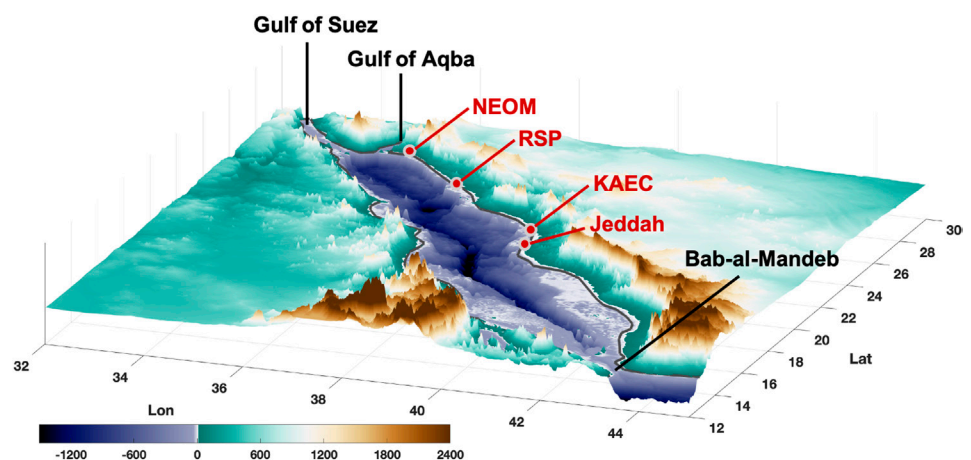 Gulf of Suez
Gulf of Aqba
NEOM
RSP
KAEC
Jeddah
Bab-al-Mandeb
30
28
26
24
22
20
18
16
14
12
Lat
32
34
36
38
40
42
44
Lon
-1200 -600 0 600 1200 1800 2400